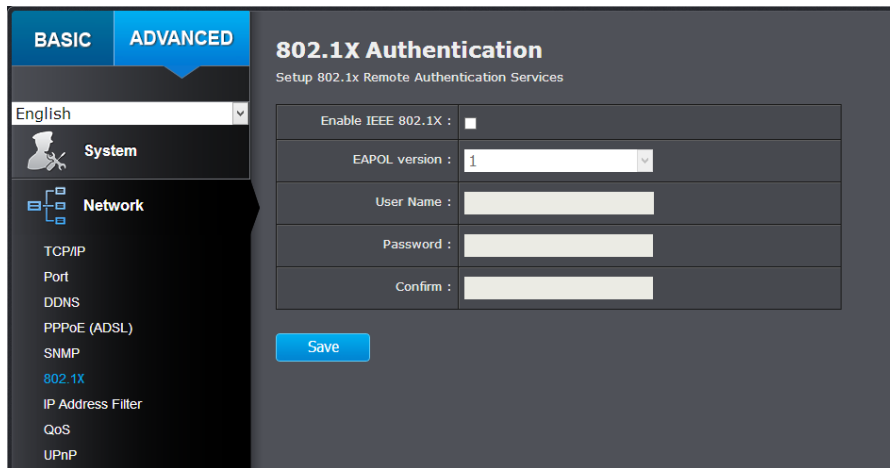 BASIC
ADVANCED
English
System
Network
TCP/IP
Port
DDNS
PPPoE (ADSL)
SNMP
802.1X
IP Address Filter
QoS
UPnP
802.1X Authentication
Setup 802.1x Remote Authentication Services
Enable IEEE 802.1X :
EAPOL version : 1
User Name :
Password :
Confirm :
Save